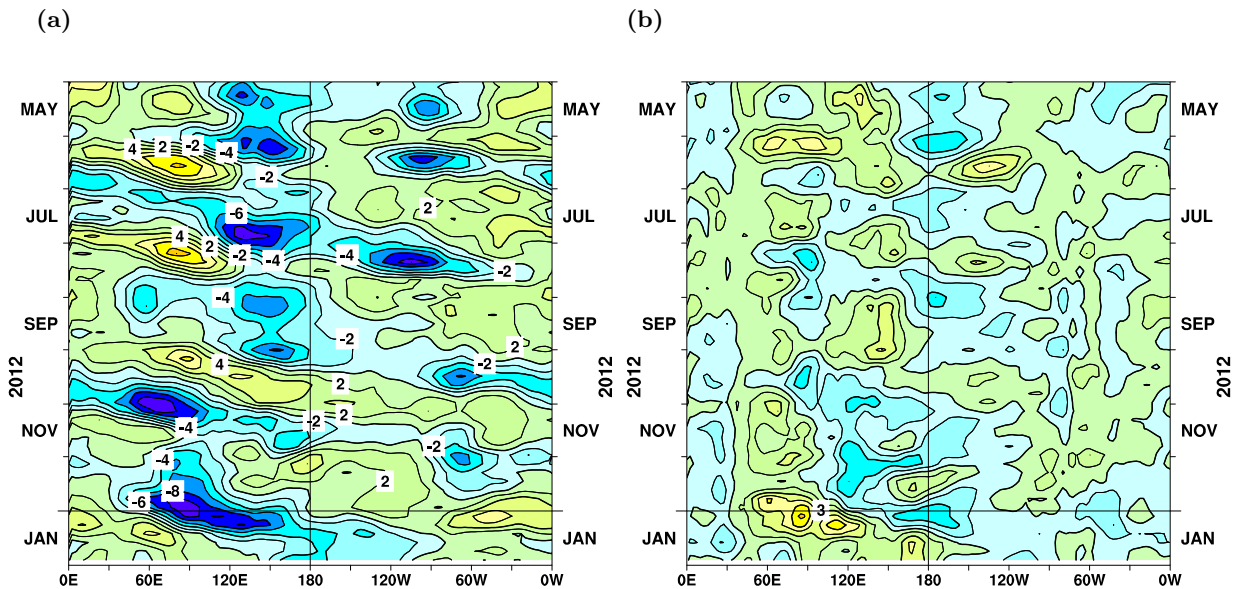 (a) (b)
MAY MAY MAY MAY
4 2 -2 -4
-2
JUL -6 2 JUL JUL JUL
4 2 -2 -4 -4 -2
-4
SEP SEP SEP SEP
-2 2
4 -2
2012 2 2012 2012 2012
-4 -2 2
NOV NOV NOV NOV
-2
-4
-6 -8 2
3
JAN JAN JAN JAN
0E 60E 120E 180 120W 60W 0W 0E 60E 120E 180 120W 60W 0W